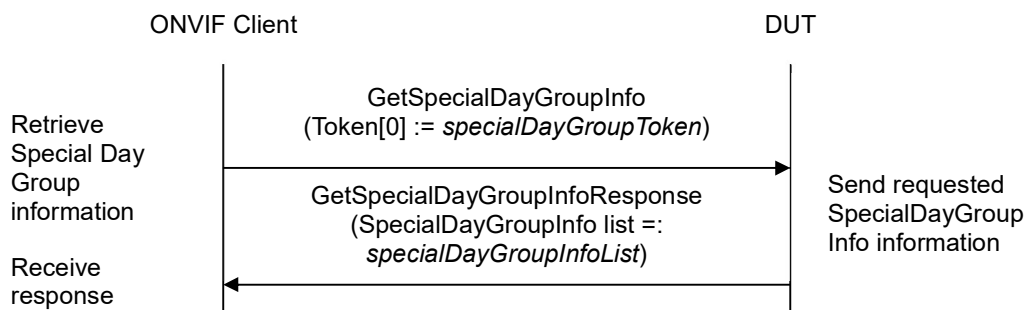 ONVIF Client
DUT
GetSpecialDayGroupInfo
(Token[0] := specialDayGroupToken)
Retrieve
Special Day
Group
information
GetSpecialDayGroupInfoResponse
(SpecialDayGroupInfo list =:
specialDayGroupInfoList)
Send requested
SpecialDayGroup
Info information
Receive
response